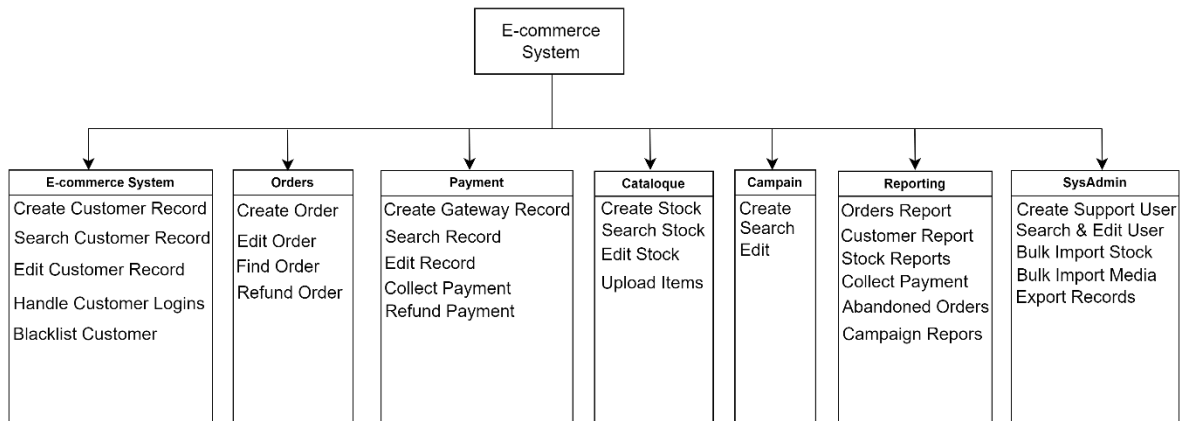 E-commerce
System
E-commerce System
Create Customer Record
Search Customer Record
Edit Customer Record
Handle Customer Logins
Blacklist Customer
Orders
Create Order
Edit Order
Find Order
Refund Order
Payment
Create Gateway Record
Search Record
Edit Record
Collect Payment
Refund Payment
Cataloque
Create Stock
Search Stock
Edit Stock
Upload Items
Campain
Create
Search
Edit
Reporting
Orders Report
Customer Report
Stock Reports
Collect Payment
Abandoned Orders
Campaign Repors
SysAdmin
Create Support User
Search & Edit User
Bulk Import Stock
Bulk Import Media
Export Records